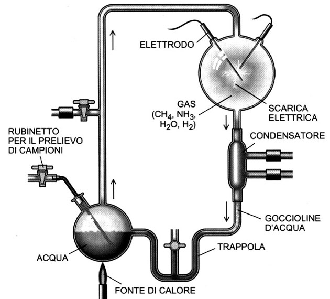 ELETTRODO
GAS
(CH4, NH3,
H2O, H2)
SCARICA
ELETTRICA
CONDENSATORE
RUBINETTO
PER IL PRELIEVO
DI CAMPIONI
GOCCIOLINE
D'ACQUA
TRAPPOLA
ACQUA
FONTE DI CALORE